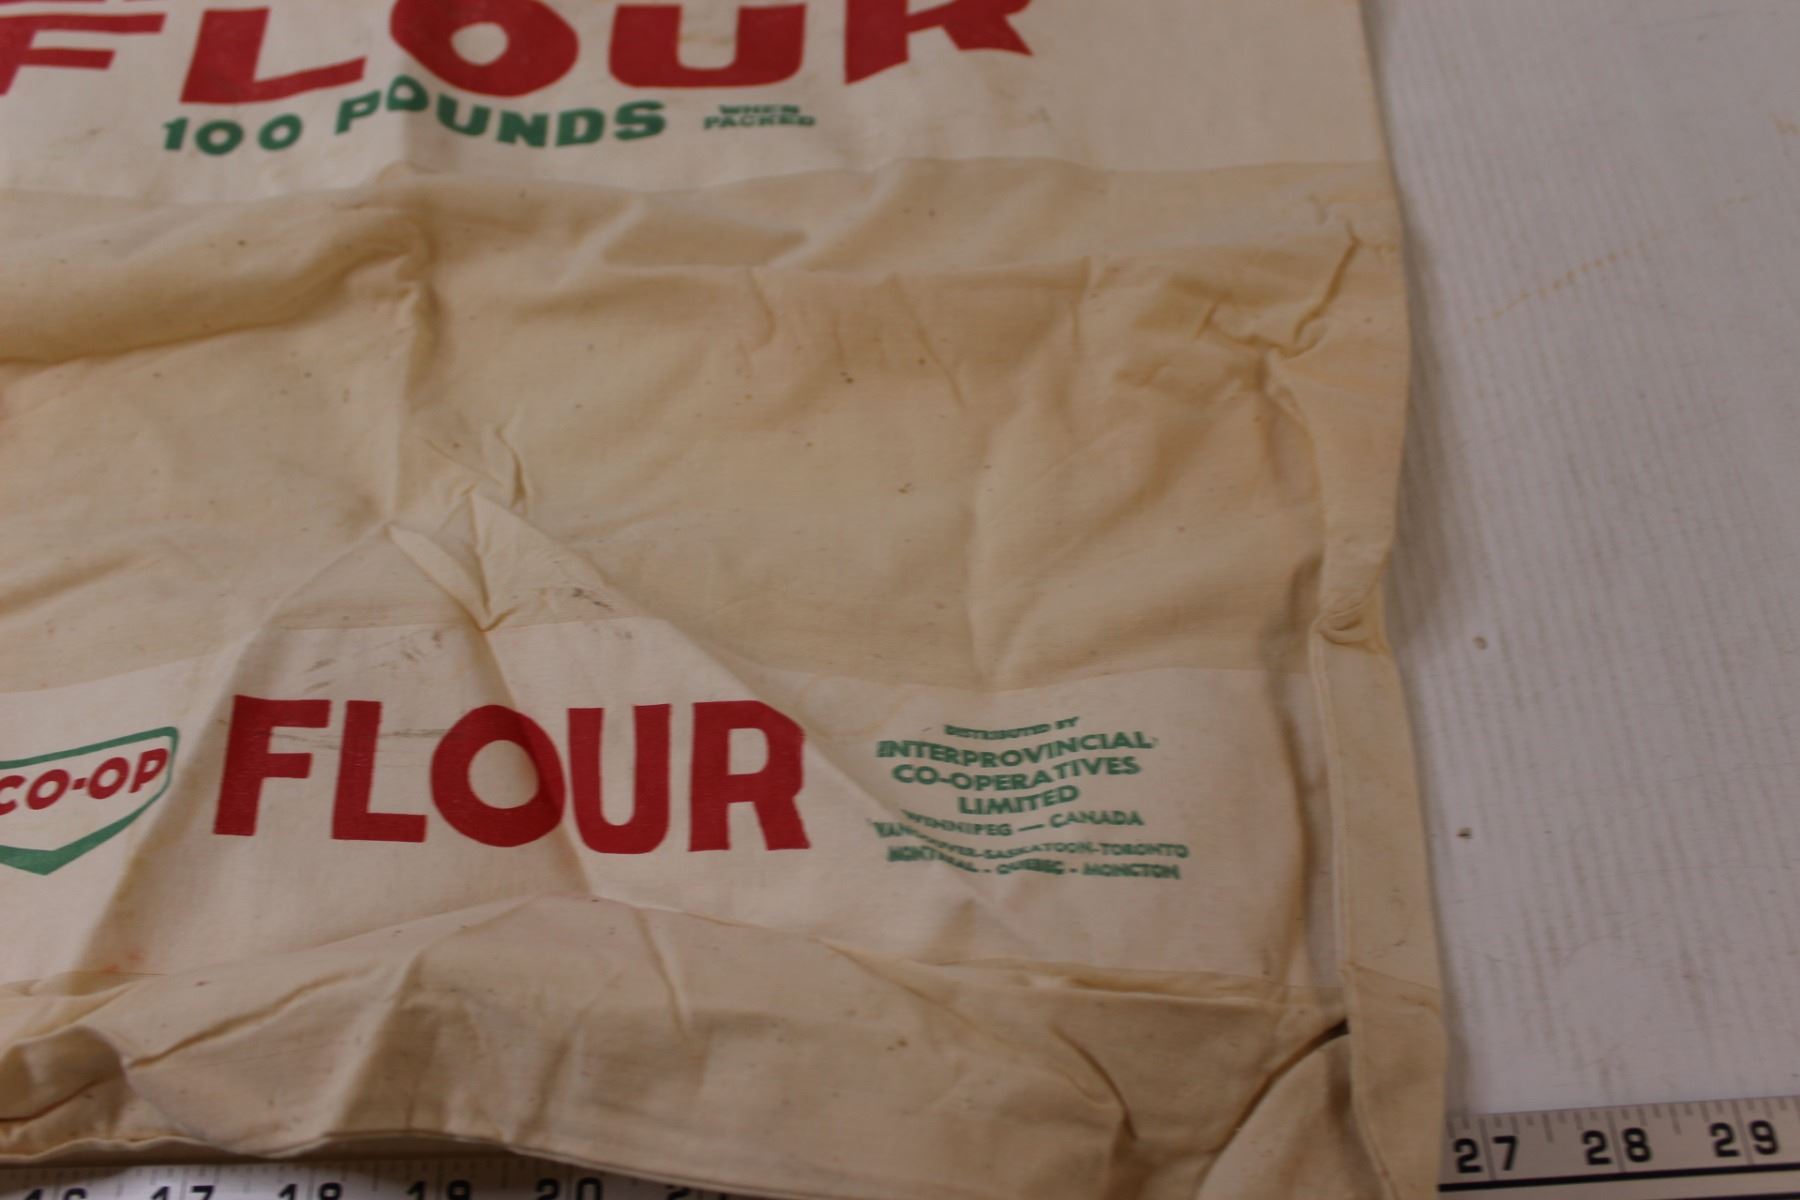 FLOUR
100 POUNDS WHEN
PACKED
CO-OP
FLOUR
DISTRIBUTED BY
INTERPROVINCIAL
CO-OPERATIVES
LIMITED
WINNIPEG — CANADA
VANCOUVER-SASKATOON-TORONTO
MONTREAL - QUEBEC - MONCTON
27 28 29
16 17 18 19 20